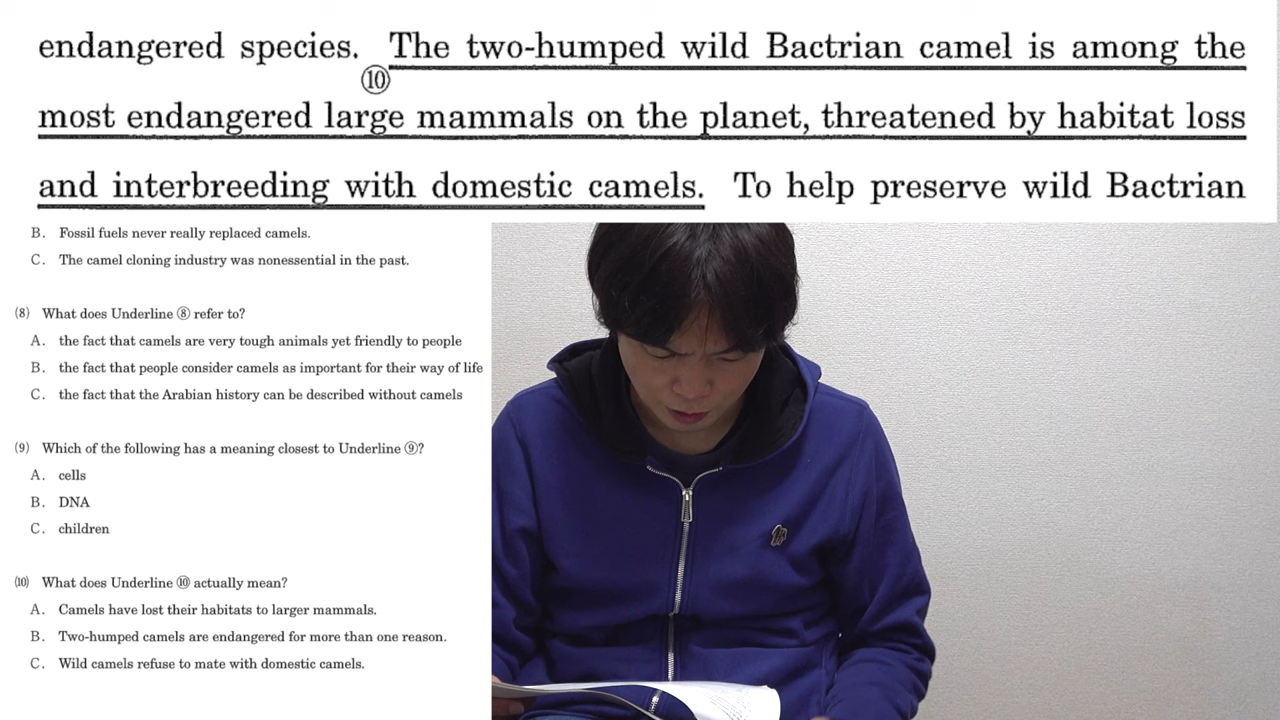 endangered species. The two-humped wild Bactrian camel is among the
⑩
most endangered large mammals on the planet, threatened by habitat loss
and interbreeding with domestic camels. To help preserve wild Bactrian
B. Fossil fuels never really replaced camels.
C. The camel cloning industry was nonessential in the past.
(8) What does Underline ⑧ refer to?
A. the fact that camels are very tough animals yet friendly to people
B. the fact that people consider camels as important for their way of life
C. the fact that the Arabian history can be described without camels
(9) Which of the following has a meaning closest to Underline ⑨?
A. cells
B. DNA
C. children
(10) What does Underline ⑩ actually mean?
A. Camels have lost their habitats to larger mammals.
B. Two-humped camels are endangered for more than one reason.
C. Wild camels refuse to mate with domestic camels.